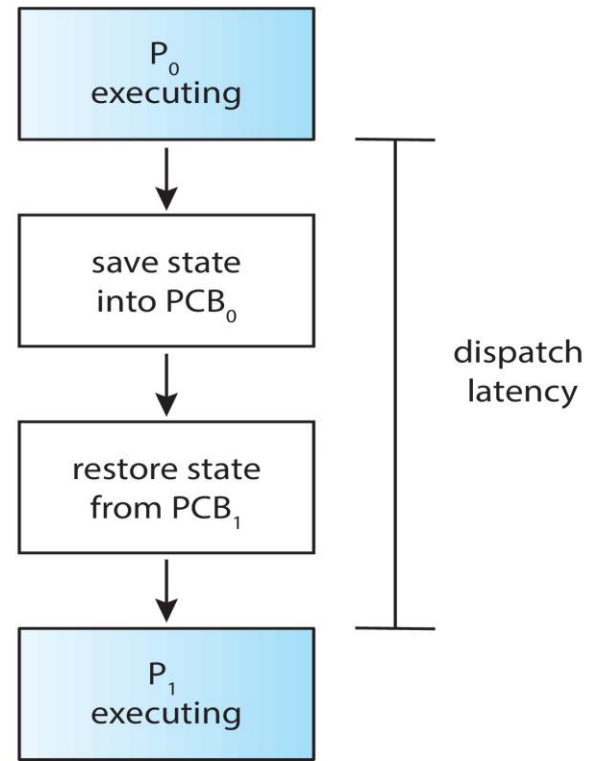 P₀
executing
save state
into PCB₀
dispatch
latency
restore state
from PCB₁
P₁
executing